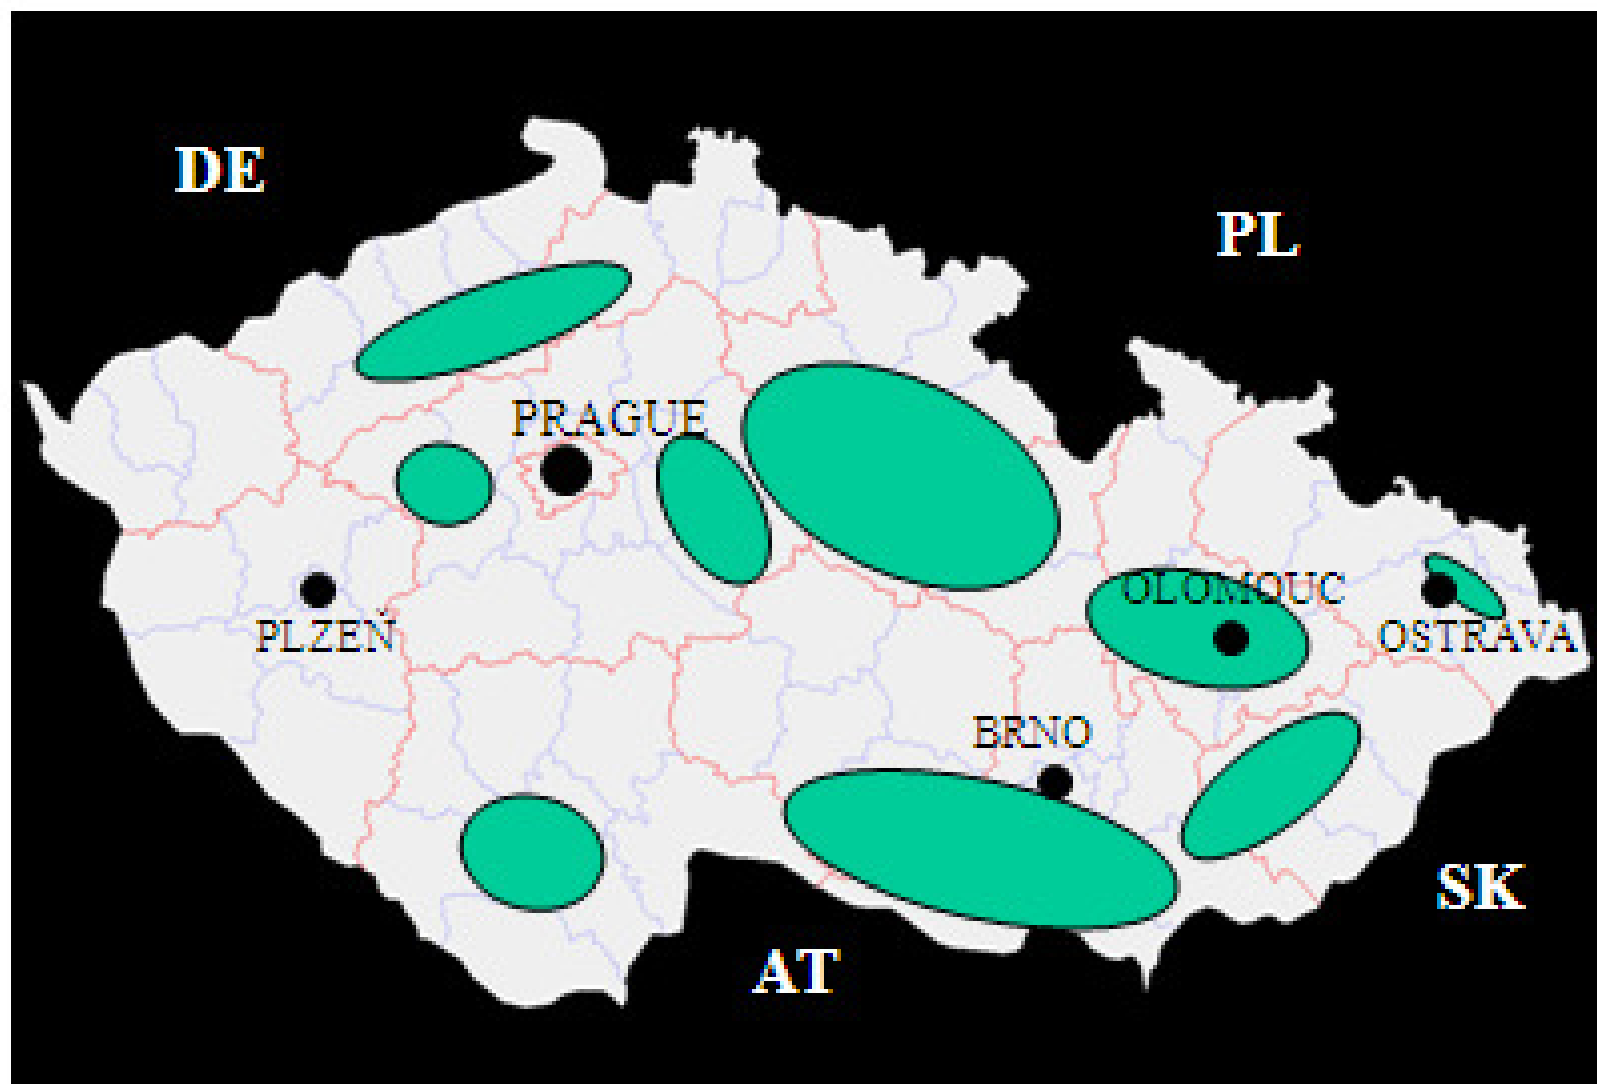 DE
PL
PRAGUE
OLOMOUC
PLZEŇ
OSTRAVA
BRNO
SK
AT